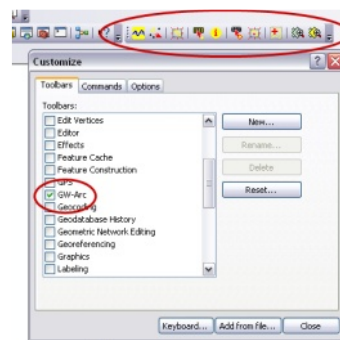 Customize
Toolbars Commands Options
Toolbars:
Edit Vertices
Editor
Effects
Feature Cache
Feature Construction
GPS
GW-Arc
Geocoding
Geodatabase History
Geometric Network Editing
Georeferencing
Graphics
Labeling
New...
Rename...
Delete
Reset...
Keyboard... Add from file... Close